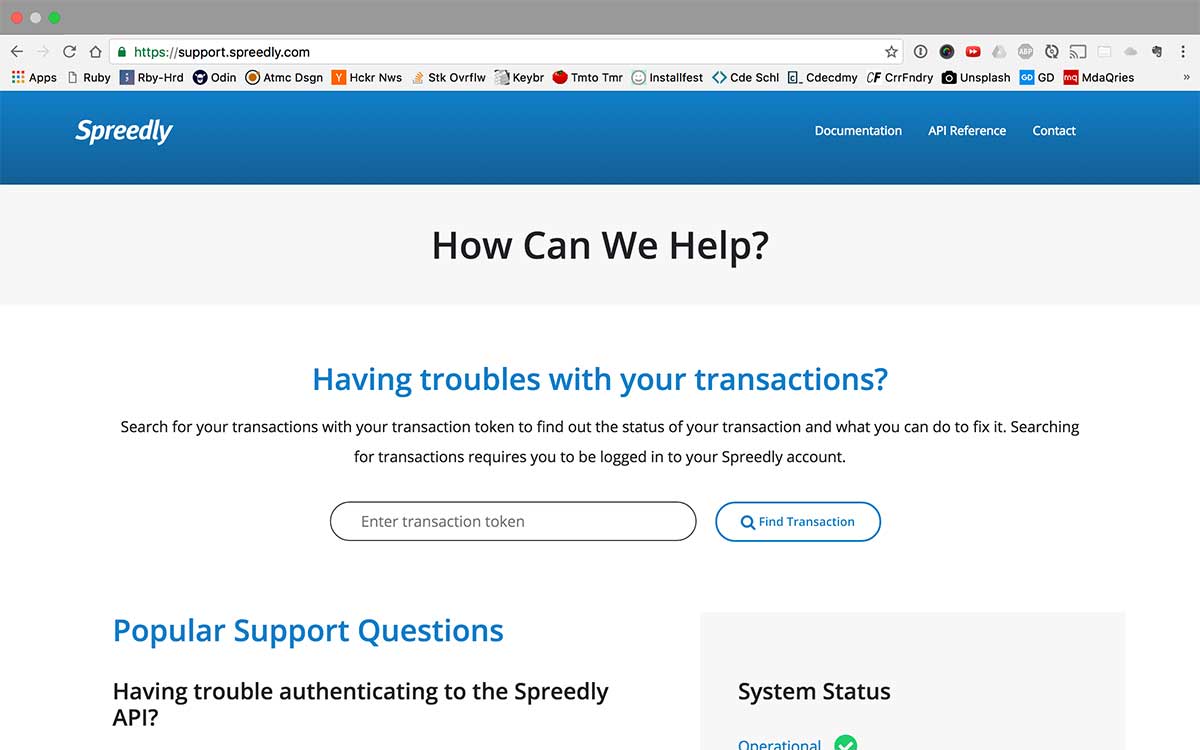 https://support.spreedly.com
Apps Ruby Rby-Hrd Odin Atmc Dsgn Hckr Nws Stk Ovrflw Keybr Tmto Tmr Installfest Cde Schl Cdecdmy CrrFndry Unsplash GD GD mq MdaQries »
Spreedly Documentation API Reference Contact
How Can We Help?
Having troubles with your transactions?
Search for your transactions with your transaction token to find out the status of your transaction and what you can do to fix it. Searching
for transactions requires you to be logged in to your Spreedly account.
Enter transaction token Find Transaction
Popular Support Questions
Having trouble authenticating to the Spreedly
API?
System Status
Operational